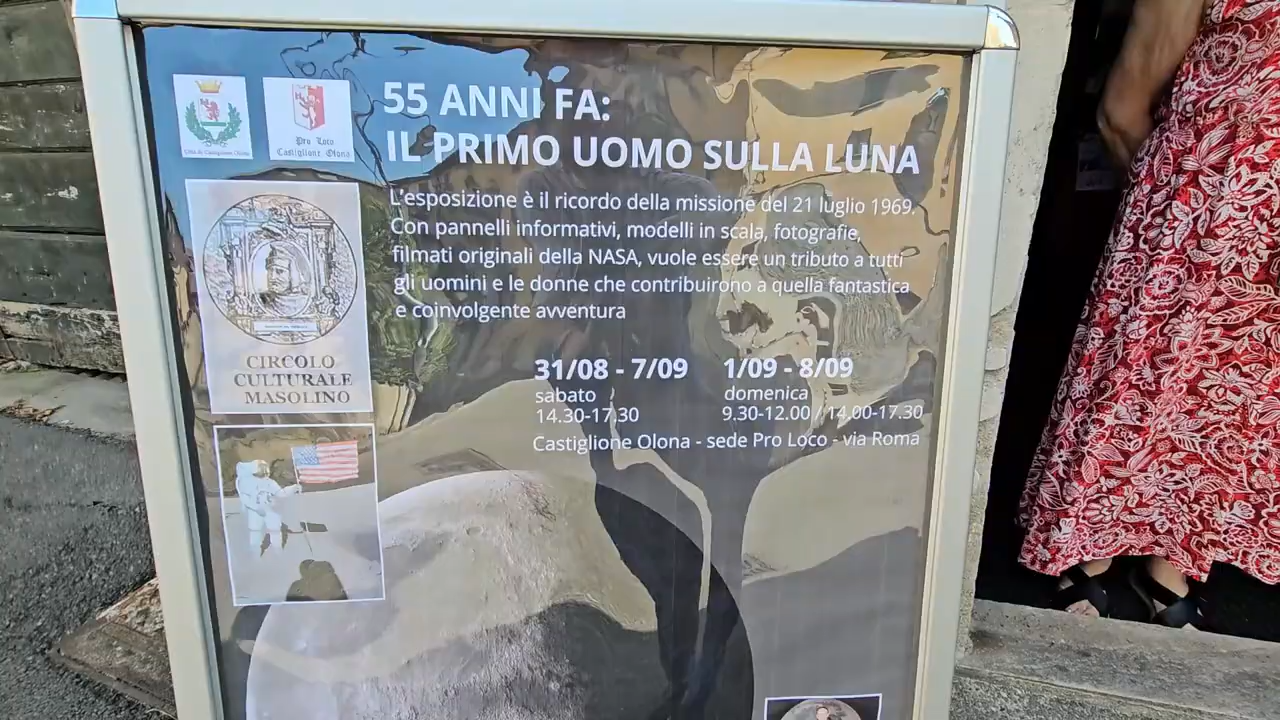 55 ANNI FA:
IL PRIMO UOMO SULLA LUNA
Pro Loco
Castiglione Olona
L'esposizione è il ricordo della missione del 21 luglio 1969.
Con pannelli informativi, modelli in scala, fotografie,
filmati originali della NASA, vuole essere un tributo a tutti
gli uomini e le donne che contribuirono a quella fantastica
e coinvolgente avventura
CIRCOLO
CULTURALE
MASOLINO
31/08 - 7/09
sabato
14.30-17.30
1/09 - 8/09
domenica
9.30-12.00 / 14.00-17.30
Castiglione Olona - sede Pro Loco - via Roma